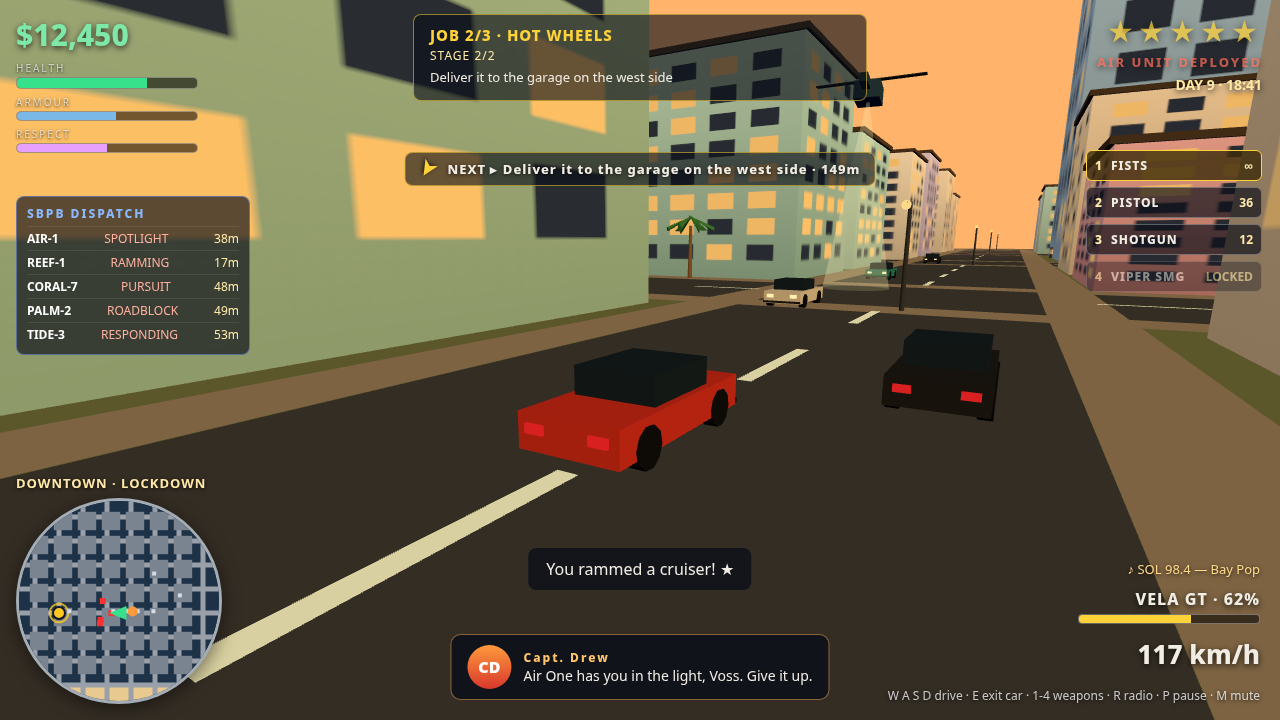 $12,450
HEALTH
ARMOUR
RESPECT
JOB 2/3 · HOT WHEELS
STAGE 2/2
Deliver it to the garage on the west side
★ ★ ★ ★ ★
AIR UNIT DEPLOYED
DAY 9 · 18:41
NEXT ▸ Deliver it to the garage on the west side · 149m
1 FISTS ∞
2 PISTOL 36
3 SHOTGUN 12
4 VIPER SMG LOCKED
SBPB DISPATCH
AIR-1 SPOTLIGHT 38m
REEF-1 RAMMING 17m
CORAL-7 PURSUIT 48m
PALM-2 ROADBLOCK 49m
TIDE-3 RESPONDING 53m
DOWNTOWN · LOCKDOWN
You rammed a cruiser! ★
CD
Capt. Drew
Air One has you in the light, Voss. Give it up.
♪ SOL 98.4 — Bay Pop
VELA GT · 62%
117 km/h
W A S D drive · E exit car · 1-4 weapons · R radio · P pause · M mute